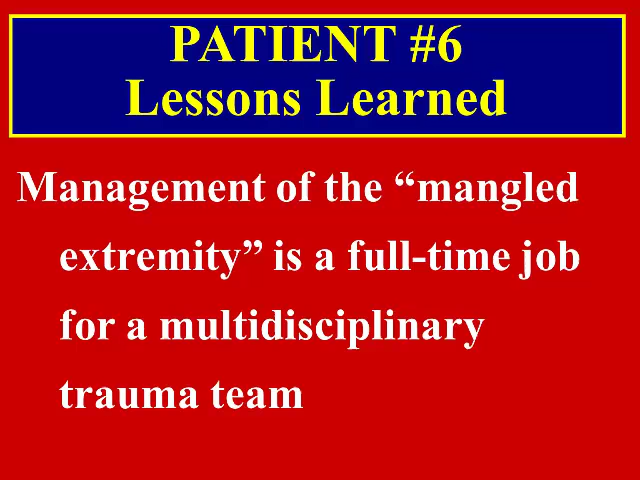 PATIENT #6
Lessons Learned
Management of the “mangled
extremity” is a full-time job
for a multidisciplinary
trauma team